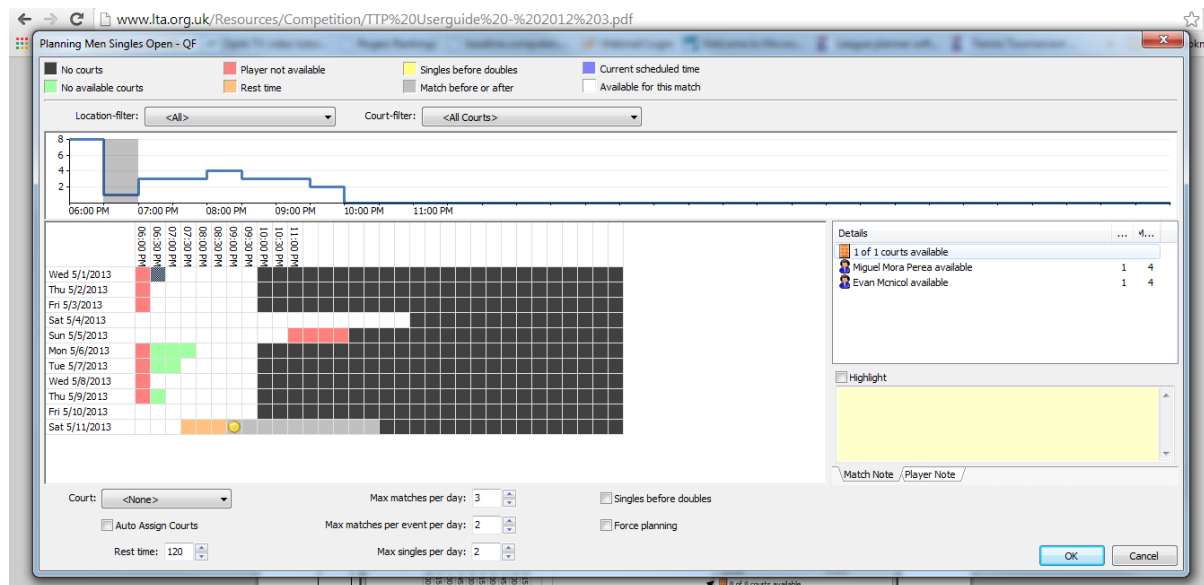 www.lta.org.uk/Resources/Competition/TTP%20Userguide%20-%202012%203.pdf
Planning Men Singles Open - QF
No courts Player not available Singles before doubles Current scheduled time
No available courts Rest time Match before or after Available for this match
Location-filter: <All> Court-filter: <All Courts>
8
6
4
2
06:00 PM 07:00 PM 08:00 PM 09:00 PM 10:00 PM 11:00 PM
06:00 PM 06:30 PM 07:00 PM 07:30 PM 08:00 PM 08:30 PM 09:00 PM 09:30 PM 10:00 PM 10:30 PM 11:00 PM
Wed 5/1/2013
Thu 5/2/2013
Fri 5/3/2013
Sat 5/4/2013
Sun 5/5/2013
Mon 5/6/2013
Tue 5/7/2013
Wed 5/8/2013
Thu 5/9/2013
Fri 5/10/2013
Sat 5/11/2013
Details ...
1 of 1 courts available
Miguel Mora Perea available 1 4
Evan Mcnicol available 1 4
Highlight
Match Note Player Note
Court: <None> Max matches per day: 3 Singles before doubles
Auto Assign Courts Max matches per event per day: 2 Force planning
Rest time: 120 Max singles per day: 2
OK Cancel
8 of 8 courts available